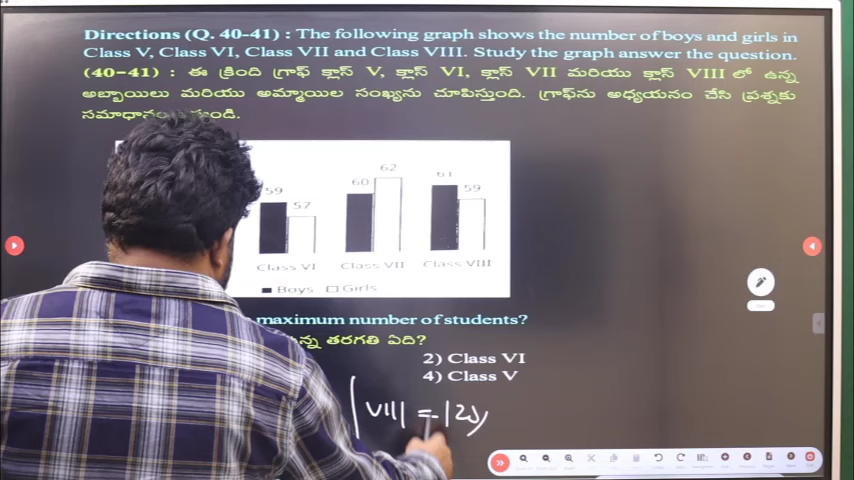 Directions (Q. 40-41) : The following graph shows the number of boys and girls in
Class V, Class VI, Class VII and Class VIII. Study the graph answer the question.
(40-41) : ఈ క్రింది గ్రాఫ్ క్లాస్ V, క్లాస్ VI, క్లాస్ VII మరియు క్లాస్ VIII లో ఉన్న
అబ్బాయిలు మరియు అమ్మాయిల సంఖ్యను చూపిస్తుంది. గ్రాఫ్‌ను అధ్యయనం చేసి ప్రశ్నకు
సమాధానం
59 57 60 62 61 59
Class VI Class VII Class VIII
Boys Girls
maximum number of students?
తరగతి ఏది?
2) Class VI
4) Class V
VIII =